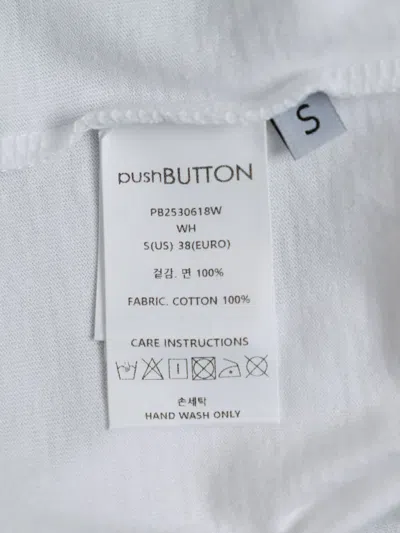 S
pushBUTTON
PB2530618W
WH
S(US) 38(EURO)
겉감. 면 100%
FABRIC. COTTON 100%
CARE INSTRUCTIONS
손세탁
HAND WASH ONLY